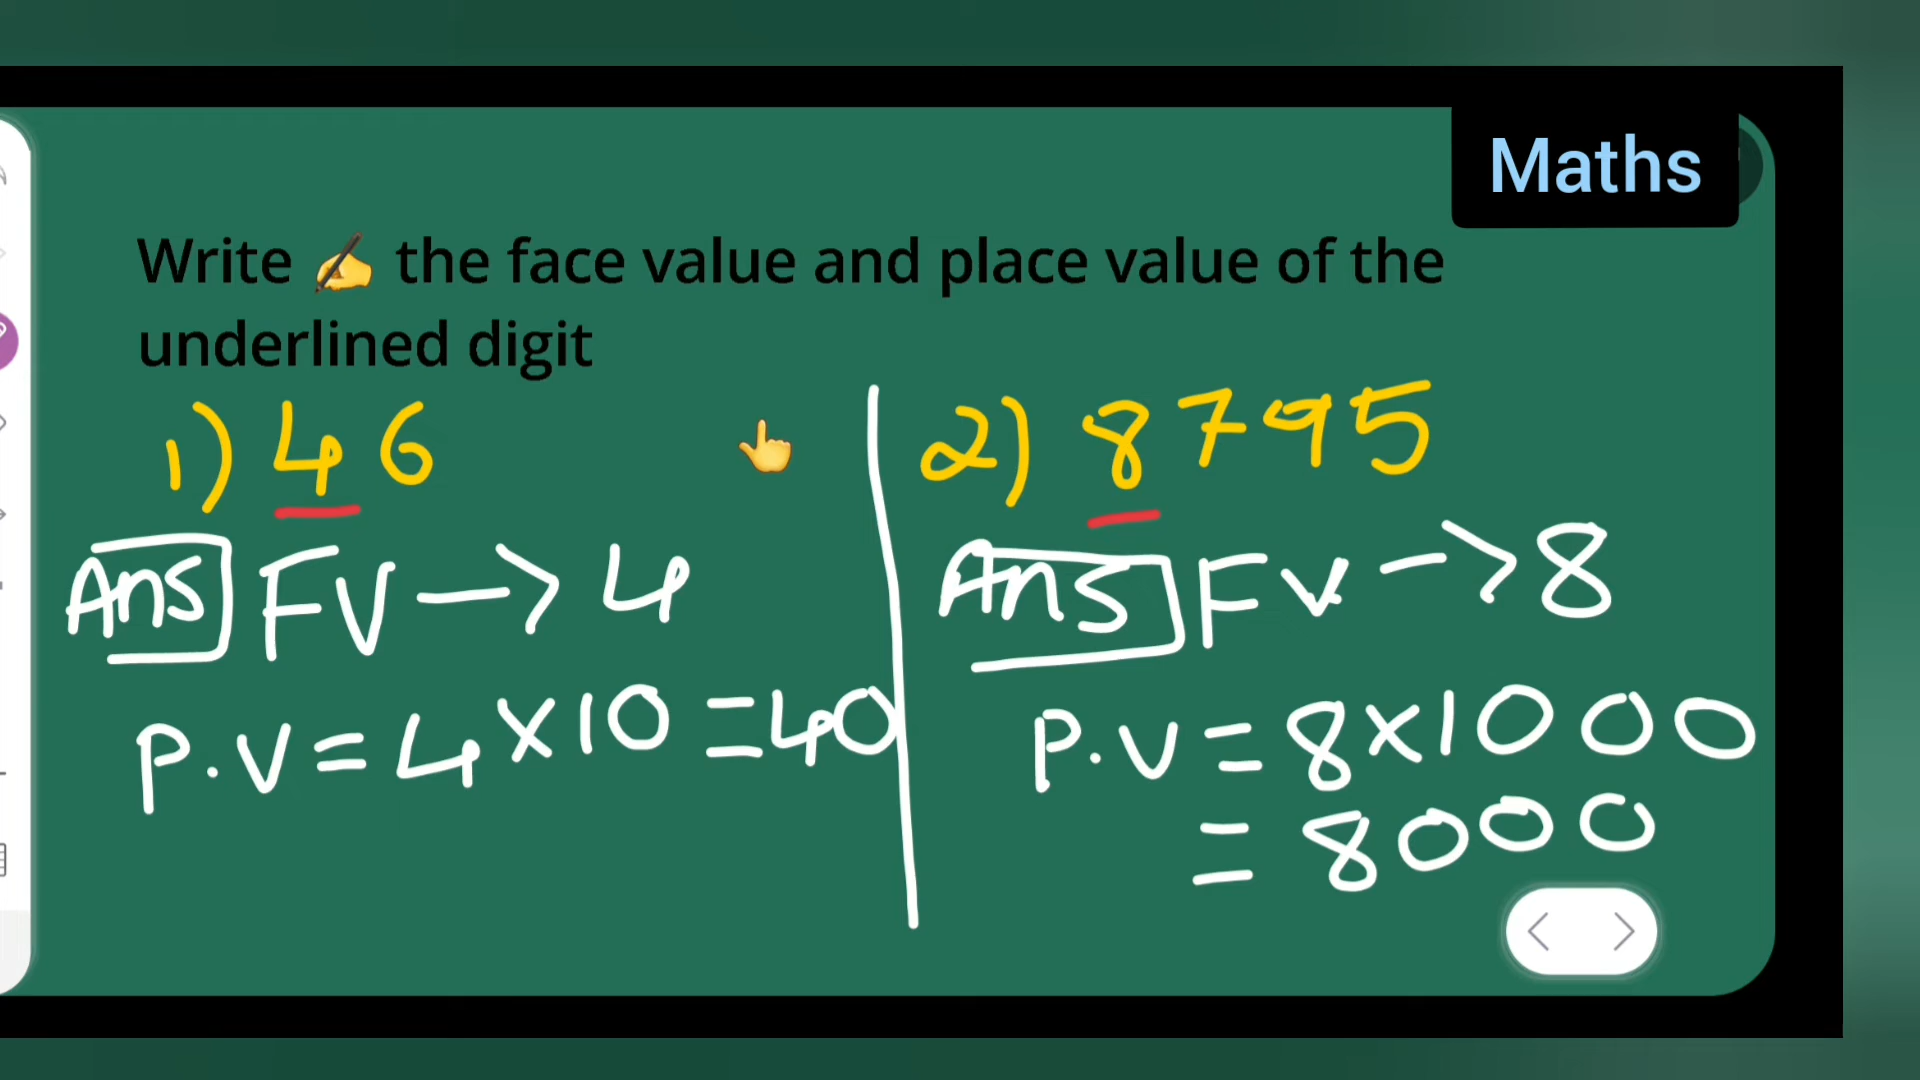 Maths
Write ✍ the face value and place value of the
underlined digit
1) 46
Ans FV → 4
P.V = 4 × 10 = 40
2) 8795
Ans FV → 8
P.V = 8 × 1000
= 8000